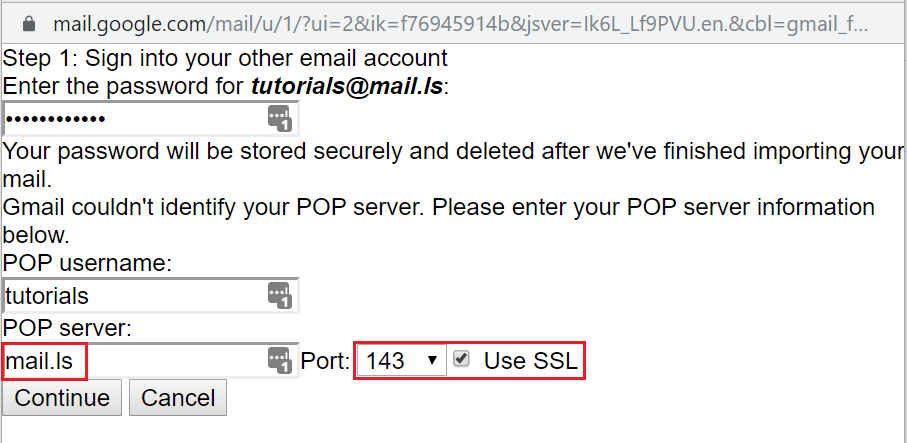 mail.google.com/mail/u/1/?ui=2&ik=f76945914b&jsver=Ik6L_Lf9PVU.en.&cbl=gmail_f...
Step 1: Sign into your other email account
Enter the password for tutorials@mail.ls:
••••••••••••
1
Your password will be stored securely and deleted after we've finished importing your
mail.
Gmail couldn't identify your POP server. Please enter your POP server information
below.
POP username:
tutorials 1
POP server:
mail.ls 1 Port: 143 Use SSL
Continue Cancel